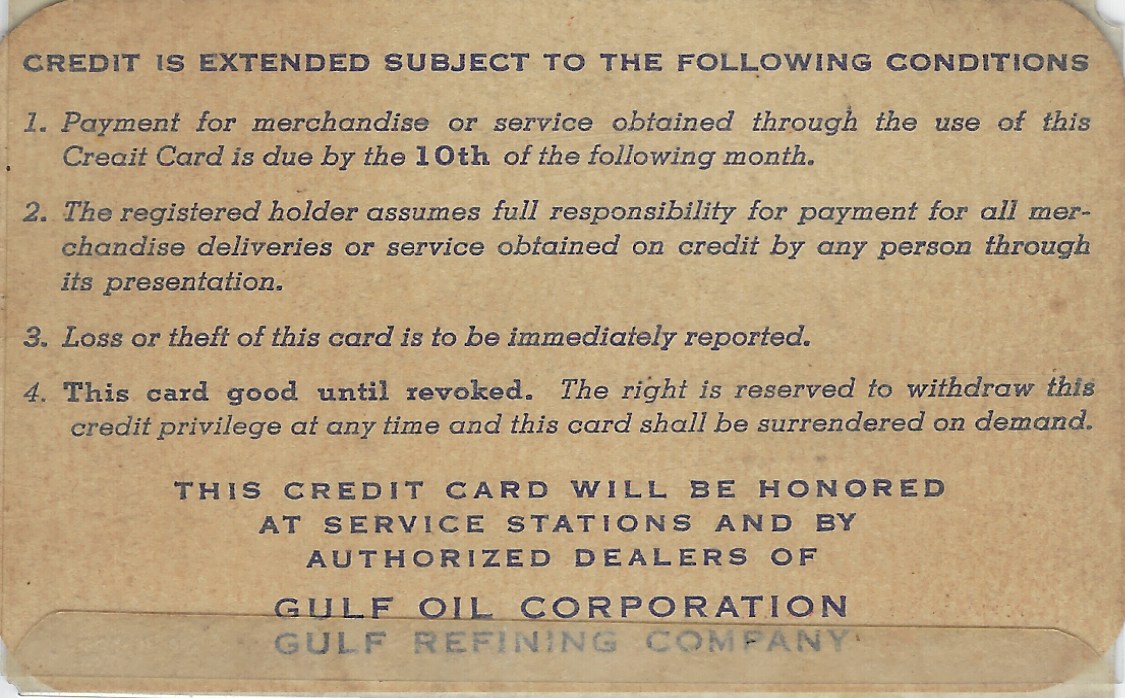 CREDIT IS EXTENDED SUBJECT TO THE FOLLOWING CONDITIONS
1. Payment for merchandise or service obtained through the use of this
Creait Card is due by the 10th of the following month.
2. The registered holder assumes full responsibility for payment for all mer-
chandise deliveries or service obtained on credit by any person through
its presentation.
3. Loss or theft of this card is to be immediately reported.
4. This card good until revoked. The right is reserved to withdraw this
credit privilege at any time and this card shall be surrendered on demand.
THIS CREDIT CARD WILL BE HONORED
AT SERVICE STATIONS AND BY
AUTHORIZED DEALERS OF
GULF OIL CORPORATION
GULF REFINING COMPANY